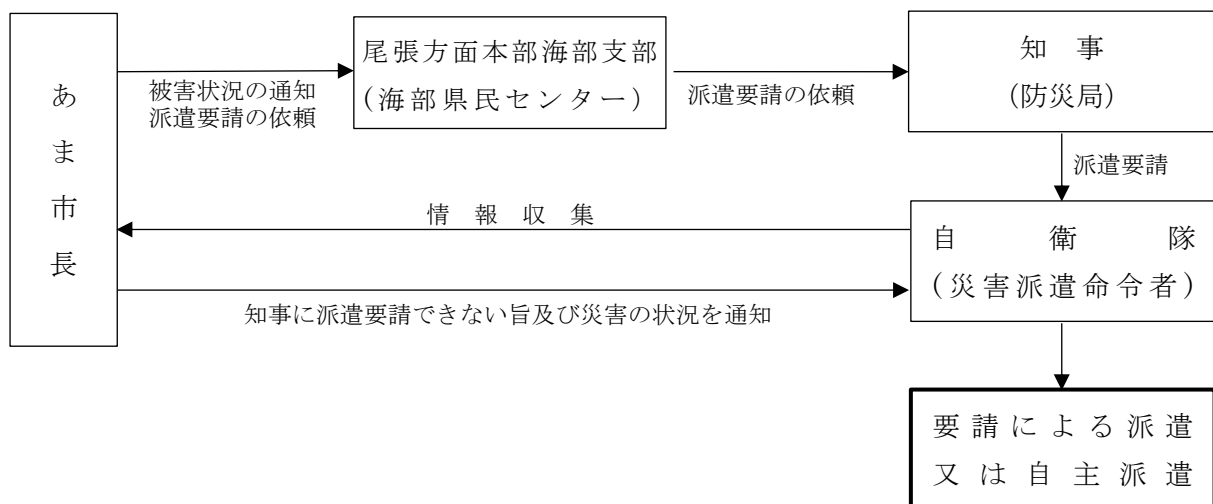 あま市長
被害状況の通知
派遣要請の依頼
尾張方面本部海部支部
(海部県民センター)
派遣要請の依頼
知事
(防災局)
派遣要請
情報収集
自衛隊
(災害派遣命令者)
知事に派遣要請できない旨及び災害の状況を通知
要請による派遣
又は自主派遣